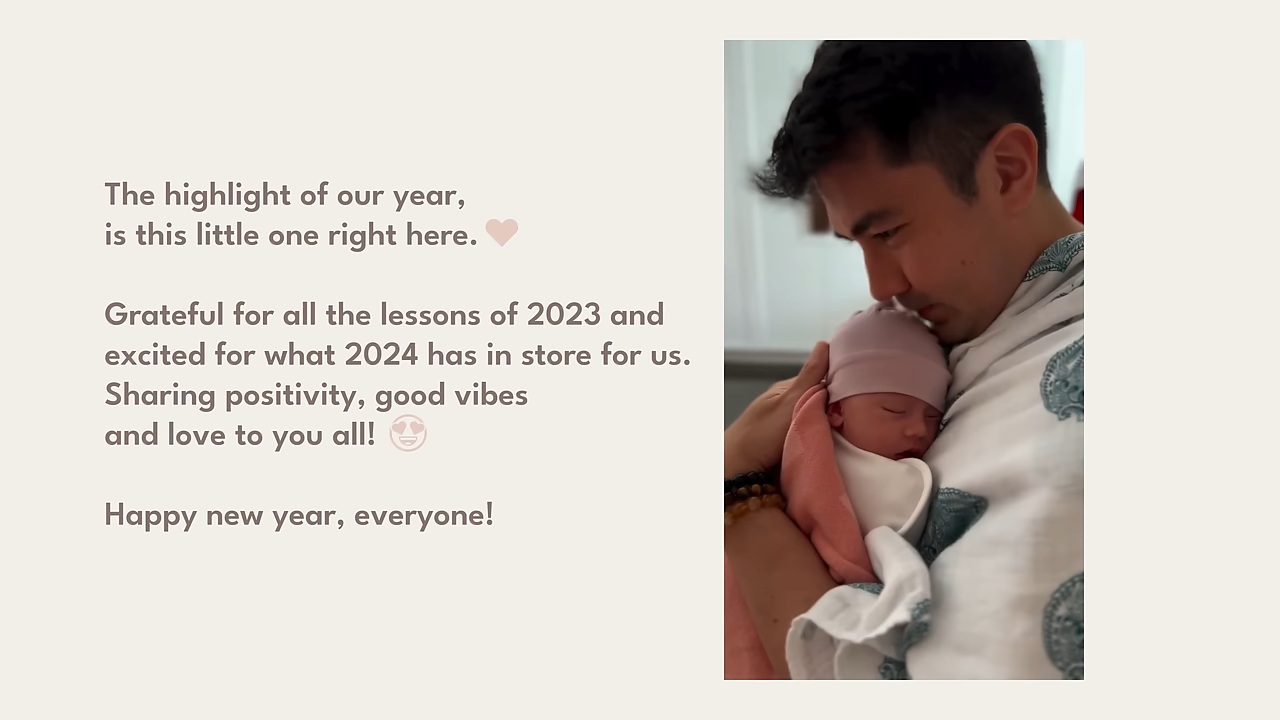 The highlight of our year,
is this little one right here. 🩷
Grateful for all the lessons of 2023 and
excited for what 2024 has in store for us.
Sharing positivity, good vibes
and love to you all! 😍
Happy new year, everyone!